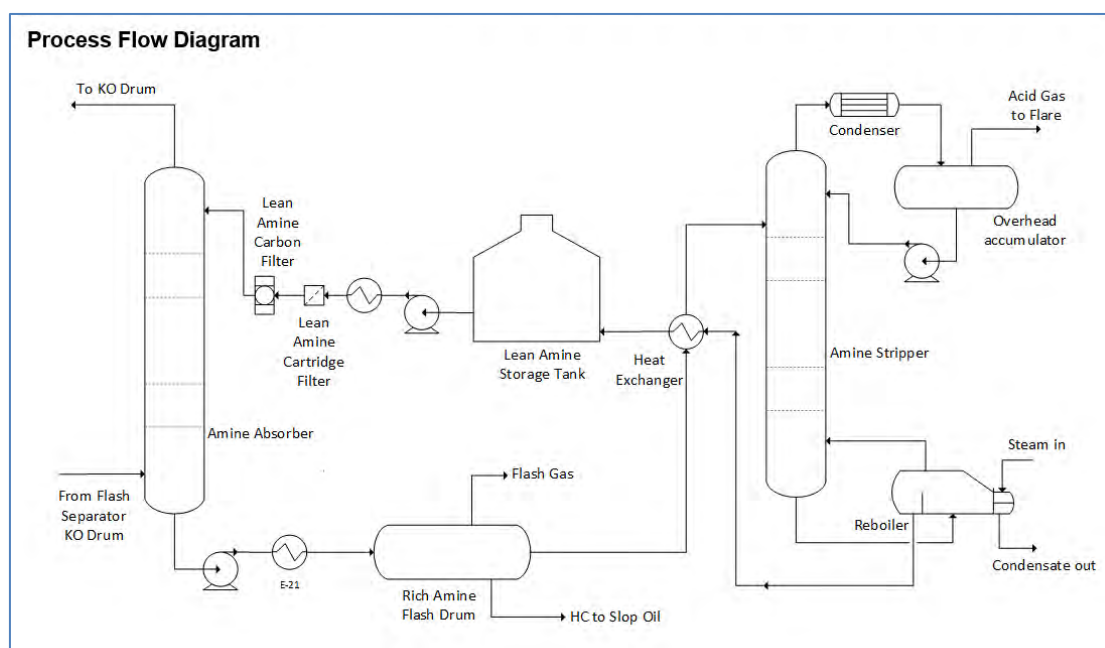 Process Flow Diagram
To KO Drum
Acid Gas
to Flare
Condenser
Lean
Amine
Carbon
Filter
Overhead
accumulator
Lean
Amine
Cartridge
Filter
Lean Amine
Storage Tank
Heat
Exchanger
Amine Stripper
Amine Absorber
Steam in
Flash Gas
From Flash
Separator
KO Drum
Reboiler
Condensate out
E-21
Rich Amine
Flash Drum
HC to Slop Oil